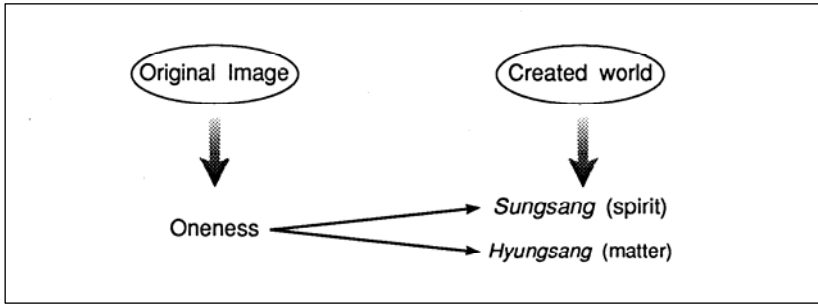 Original Image
Created world
Oneness
Sungsang (spirit)
Hyungsang (matter)